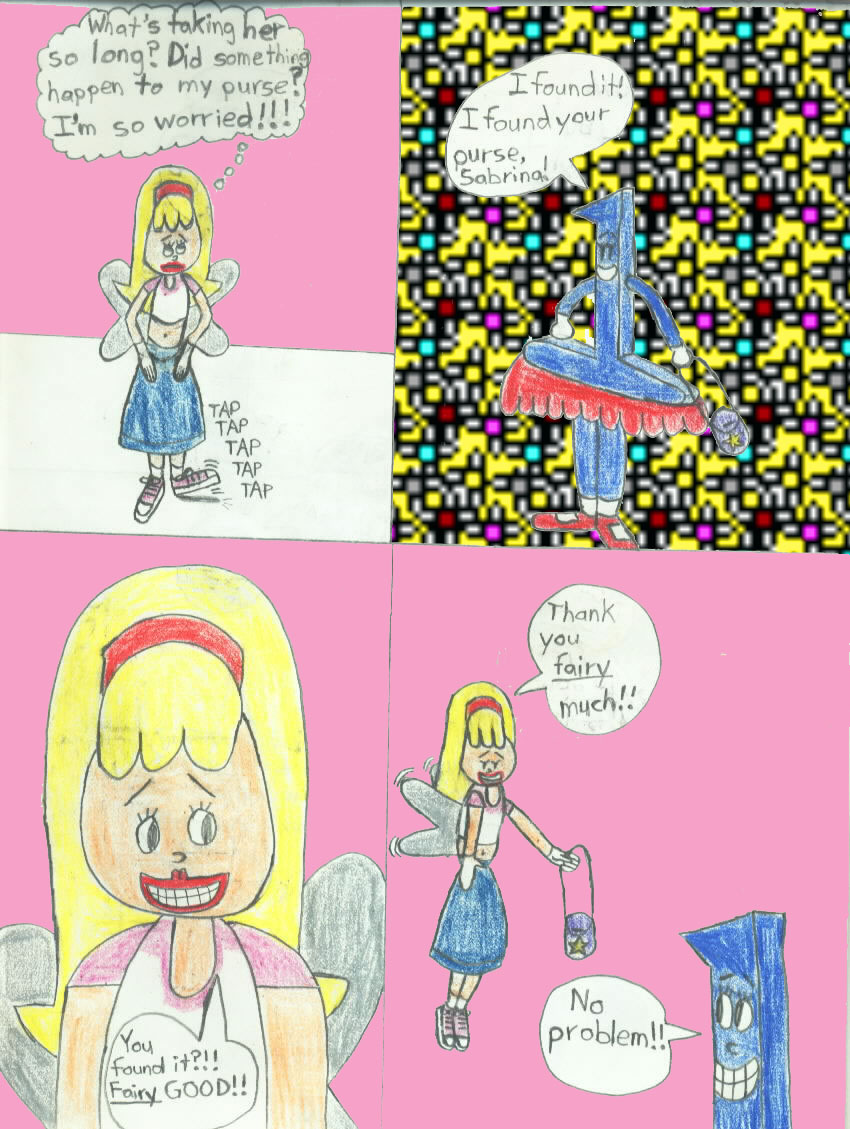 What's taking her
so long? Did something
happen to my purse?
I'm so worried!!!
TAP
TAP
TAP
TAP
TAP
I found it!
I found your
purse,
Sabrina!
You
found it?!!
Fairy GOOD!!
Thank
you
fairy
much!!
No
problem!!